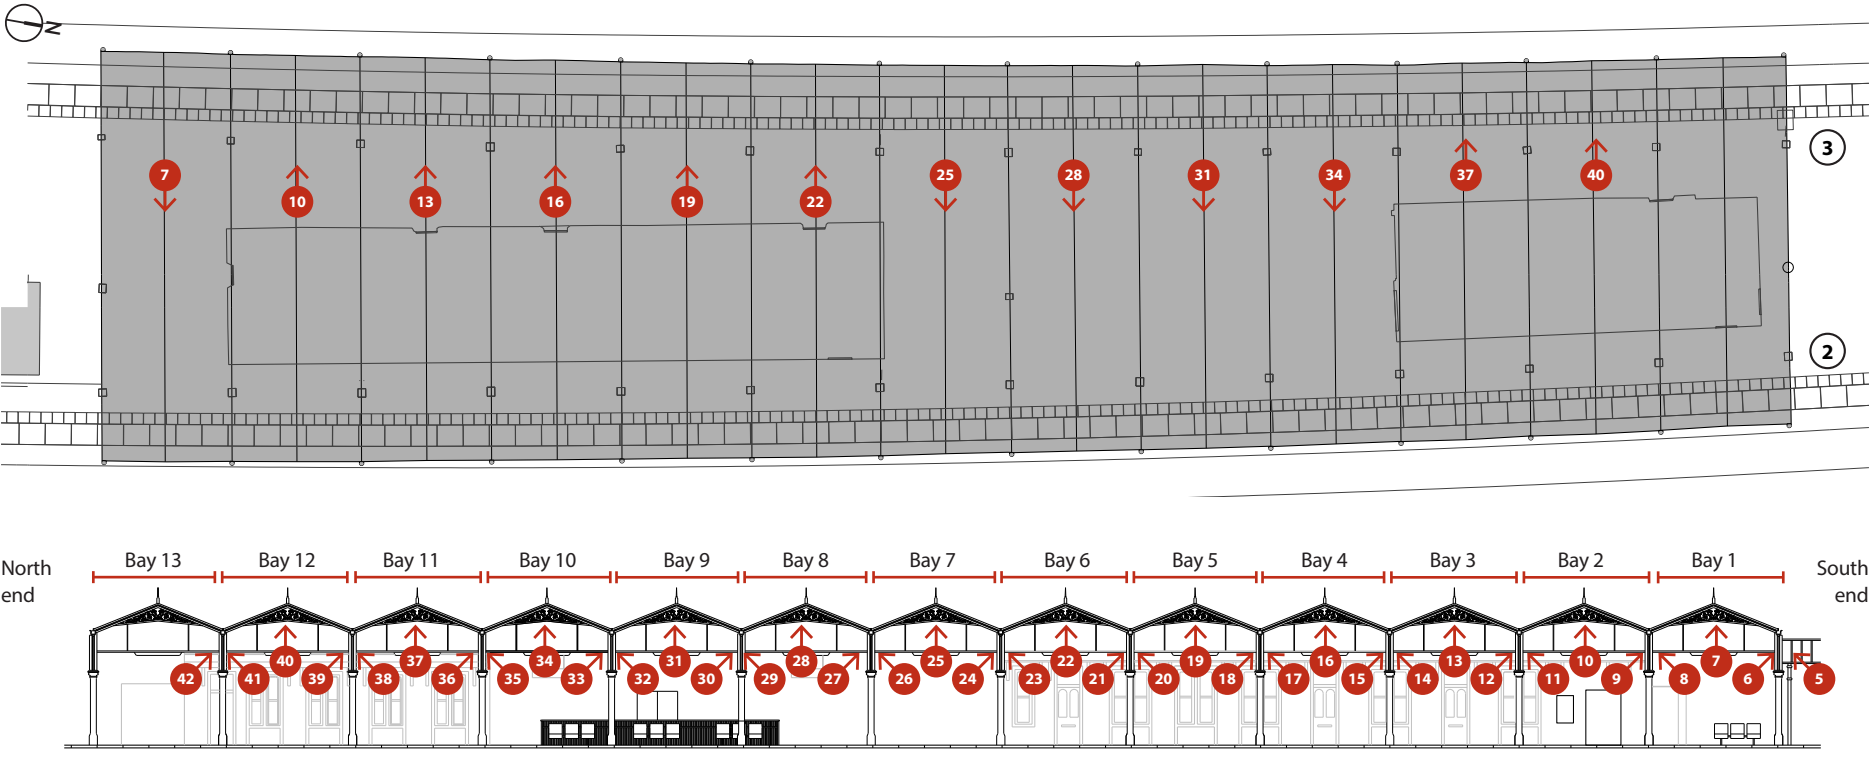 N
3
7 25 28 31 34 37 40
10 13 16 19 22
2
Bay 13 Bay 12 Bay 11 Bay 10 Bay 9 Bay 8 Bay 7 Bay 6 Bay 5 Bay 4 Bay 3 Bay 2 Bay 1
North
end
South
end
40 37 34 31 28 25 22 19 16 13 10 7
42 41 39 38 36 35 33 32 30 29 27 26 24 23 21 20 18 17 15 14 12 11 9 8 6 5